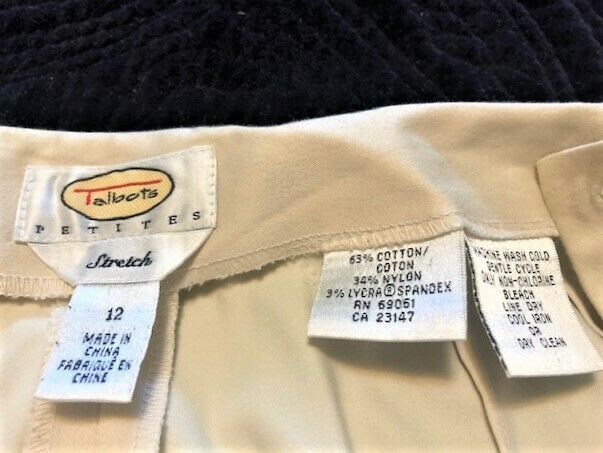 Talbots
PETITES
Stretch
12
MADE IN
CHINA
FABRIQUÉ EN
CHINE
63% COTTON/
COTON
34% NYLON
3% LYCRA®SPANDEX
RN 69061
CA 23147
MACHINE WASH COLD
GENTLE CYCLE
ONLY NON-CHLORINE
BLEACH
LINE DRY
COOL IRON
OR
DRY CLEAN